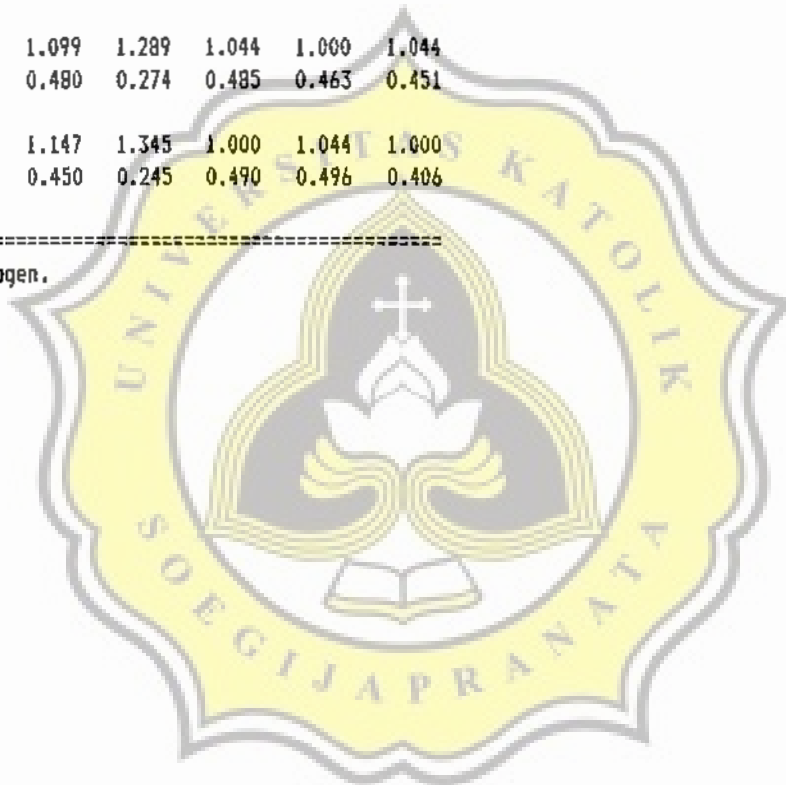 1.099 1.289 1.044 1.000 1.044
0.480 0.274 0.485 0.463 0.451
1.147 1.345 1.000 1.044 1.000
0.450 0.245 0.490 0.496 0.406
==========================================
ogen.
UNIVERSITAS KATOLIK
SOEGIJAPRANATA